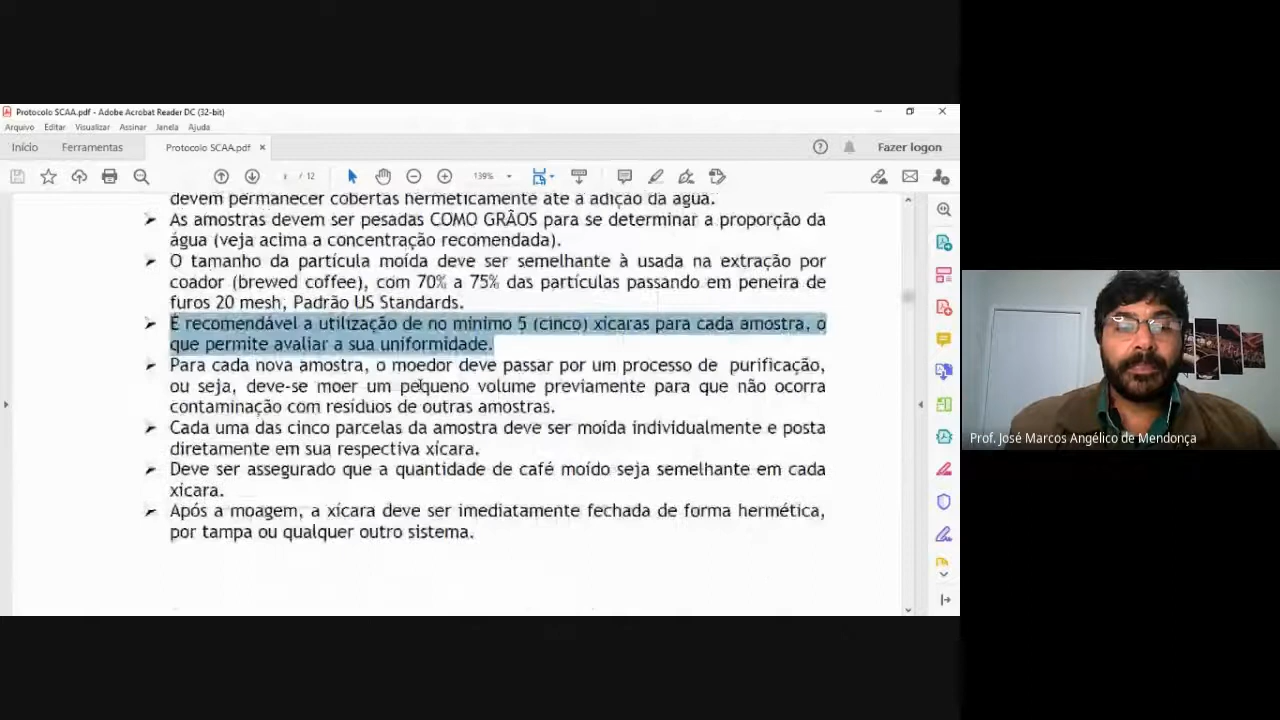 Protocolo SCAA.pdf - Adobe Acrobat Reader DC (32-bit)
Arquivo Editar Visualizar Assinar Janela Ajuda
Início Ferramentas Protocolo SCAA.pdf × Fazer logon
/ 12 139%
devem permanecer cobertas hermeticamente até a adição da água.
➢ As amostras devem ser pesadas COMO GRÃOS para se determinar a proporção da
água (veja acima a concentração recomendada).
➢ O tamanho da partícula moída deve ser semelhante à usada na extração por
coador (brewed coffee), com 70% a 75% das partículas passando em peneira de
furos 20 mesh, Padrão US Standards.
➢ É recomendável a utilização de no mínimo 5 (cinco) xícaras para cada amostra, o
que permite avaliar a sua uniformidade.
➢ Para cada nova amostra, o moedor deve passar por um processo de purificação,
ou seja, deve-se moer um pequeno volume previamente para que não ocorra
contaminação com resíduos de outras amostras.
➢ Cada uma das cinco parcelas da amostra deve ser moída individualmente e posta
diretamente em sua respectiva xícara.
➢ Deve ser assegurado que a quantidade de café moído seja semelhante em cada
xícara.
➢ Após a moagem, a xícara deve ser imediatamente fechada de forma hermética,
por tampa ou qualquer outro sistema.
Prof. José Marcos Angélico de Mendonça